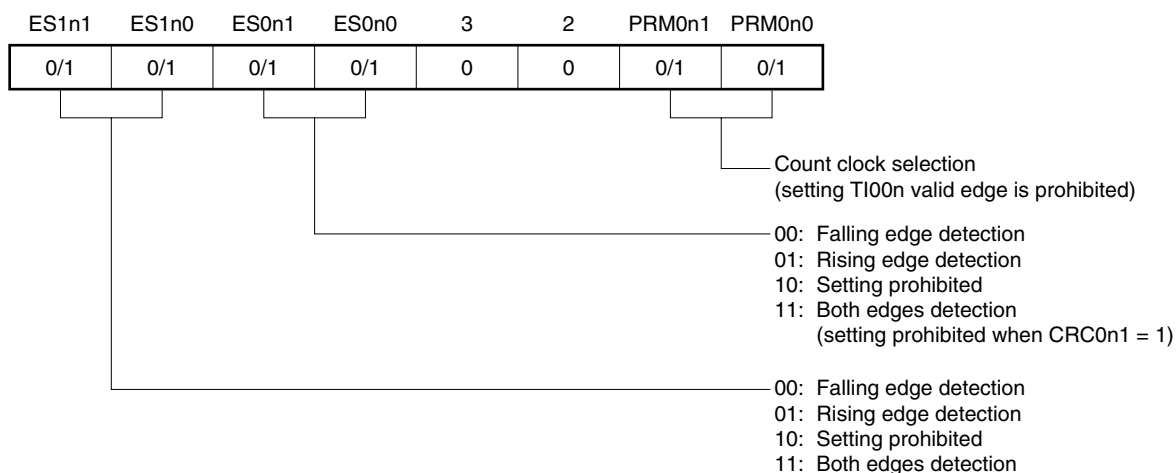 ES1n1 ES1n0 ES0n1 ES0n0 3 2 PRM0n1 PRM0n0
0/1 0/1 0/1 0/1 0 0 0/1 0/1
Count clock selection
(setting TI00n valid edge is prohibited)
00: Falling edge detection
01: Rising edge detection
10: Setting prohibited
11: Both edges detection
(setting prohibited when CRC0n1 = 1)
00: Falling edge detection
01: Rising edge detection
10: Setting prohibited
11: Both edges detection